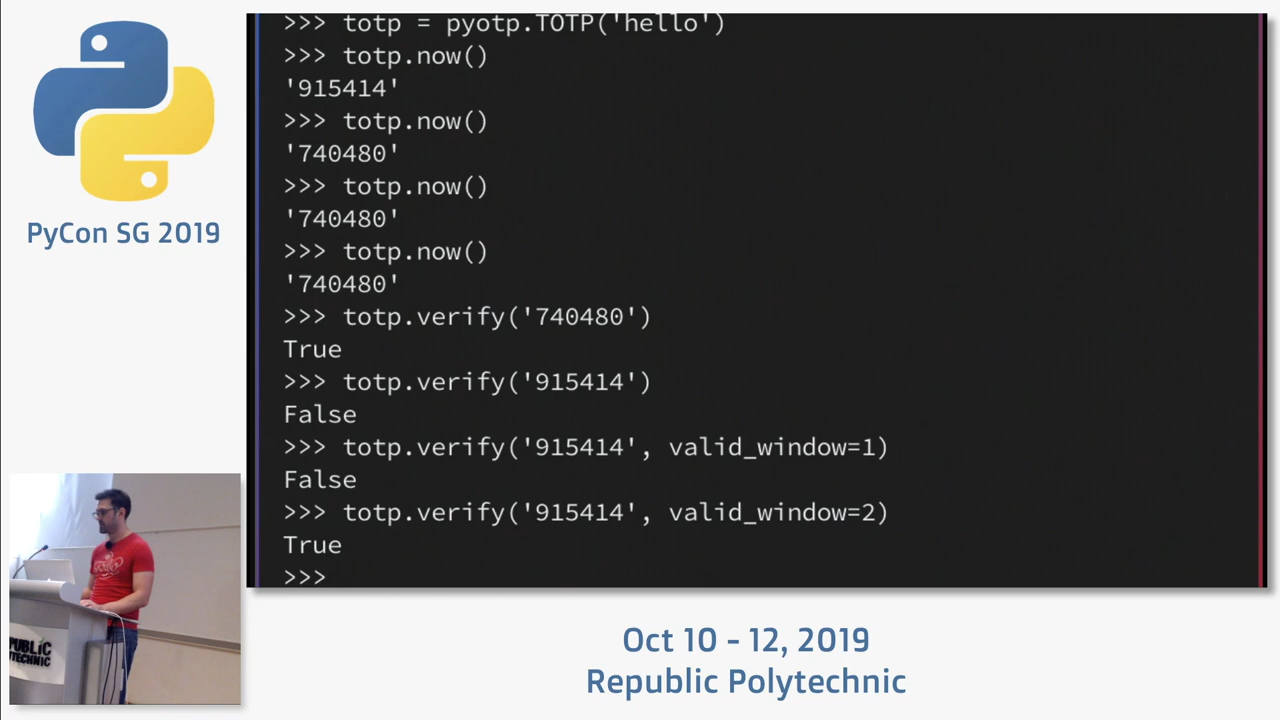 >>> totp = pyotp.TOTP('hello')
>>> totp.now()
'915414'
>>> totp.now()
'740480'
>>> totp.now()
'740480'
>>> totp.now()
'740480'
>>> totp.verify('740480')
True
>>> totp.verify('915414')
False
>>> totp.verify('915414', valid_window=1)
False
>>> totp.verify('915414', valid_window=2)
True
>>>
PyCon SG 2019
Oct 10 - 12, 2019
Republic Polytechnic